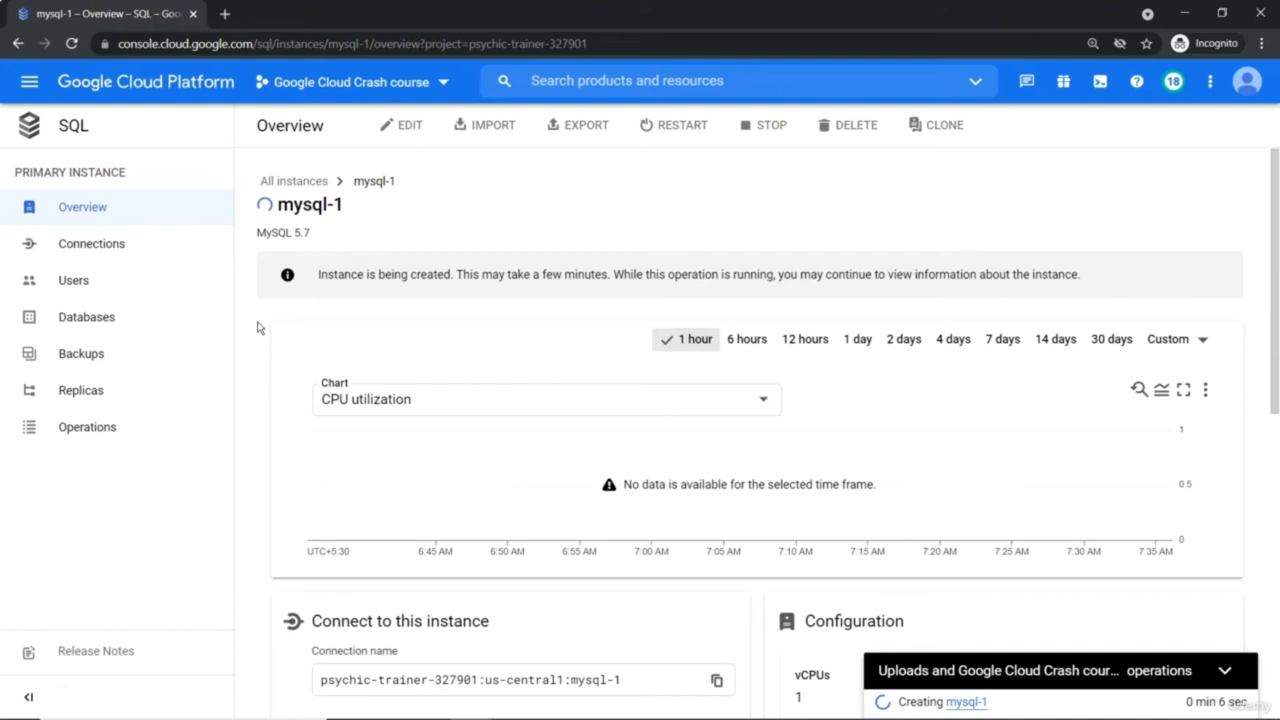 mysql-1 – Overview – SQL – Goo
console.cloud.google.com/sql/instances/mysql-1/overview?project=psychic-trainer-327901
Incognito
Google Cloud Platform
Google Cloud Crash course
Search products and resources
18
SQL
Overview
EDIT
IMPORT
EXPORT
RESTART
STOP
DELETE
CLONE
PRIMARY INSTANCE
Overview
Connections
Users
Databases
Backups
Replicas
Operations
Release Notes
All instances > mysql-1
mysql-1
MySQL 5.7
Instance is being created. This may take a few minutes. While this operation is running, you may continue to view information about the instance.
1 hour 6 hours 12 hours 1 day 2 days 4 days 7 days 14 days 30 days Custom
Chart
CPU utilization
1
No data is available for the selected time frame.
0.5
0
UTC+5:30 6:45 AM 6:50 AM 6:55 AM 7:00 AM 7:05 AM 7:10 AM 7:15 AM 7:20 AM 7:25 AM 7:30 AM 7:35 AM
Connect to this instance
Connection name
psychic-trainer-327901:us-central1:mysql-1
Configuration
vCPUs
1
Uploads and Google Cloud Crash cour... operations
Creating mysql-1
0 min 6 sec